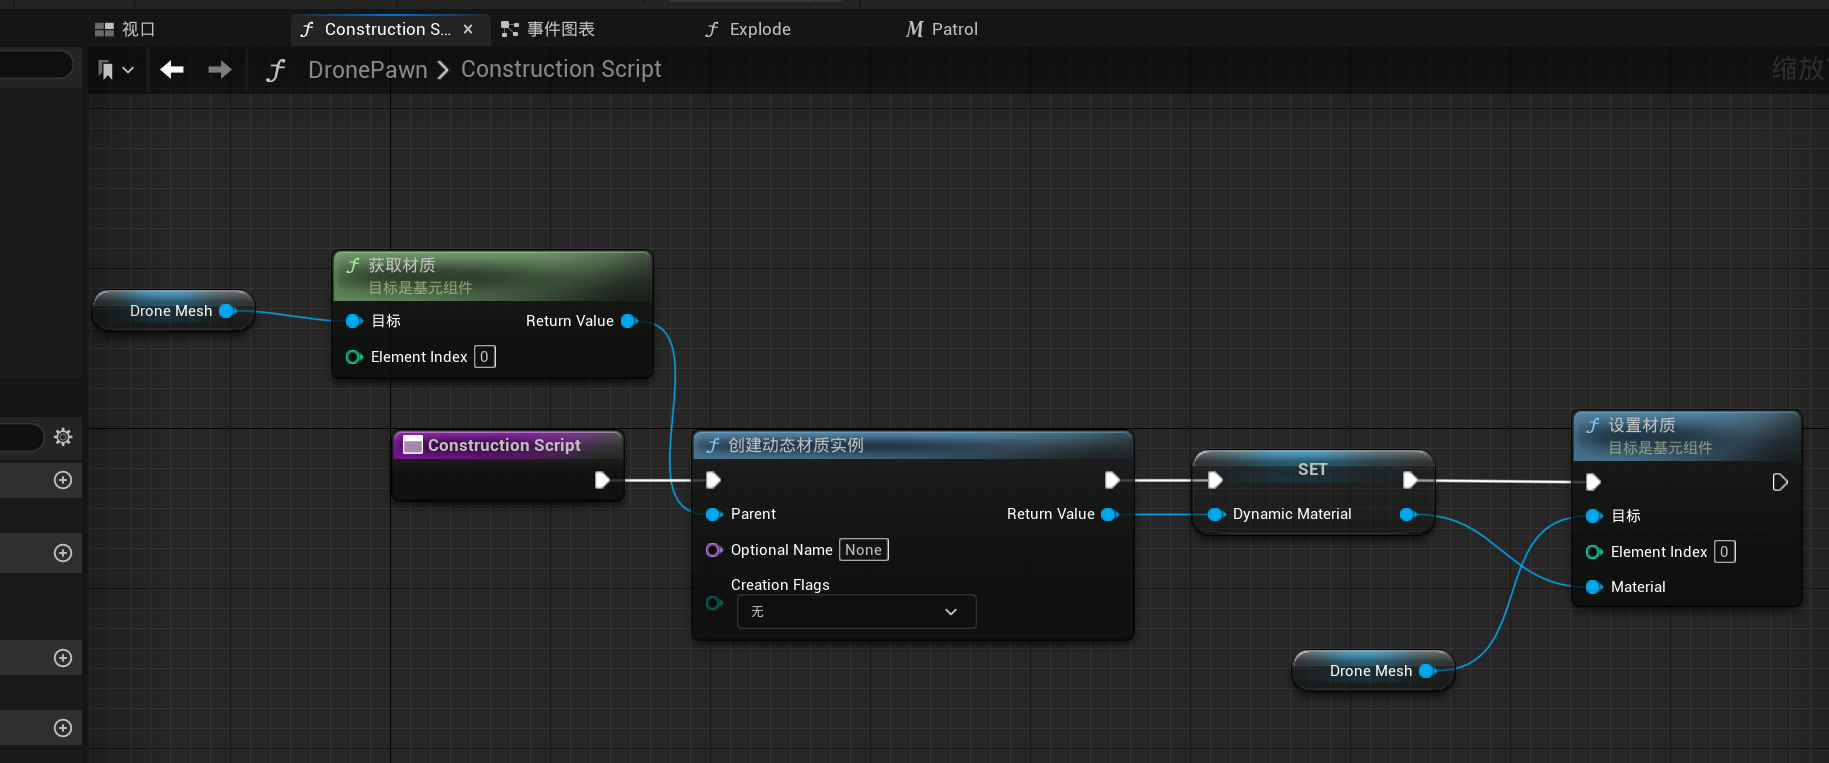 视口
Construction S...
事件图表
Explode
Patrol
DronePawn
Construction Script
缩放
获取材质
目标是基元组件
Drone Mesh
目标
Return Value
Element Index 0
Construction Script
创建动态材质实例
Parent
Return Value
Optional Name None
Creation Flags
无
SET
Dynamic Material
设置材质
目标是基元组件
目标
Element Index 0
Material
Drone Mesh